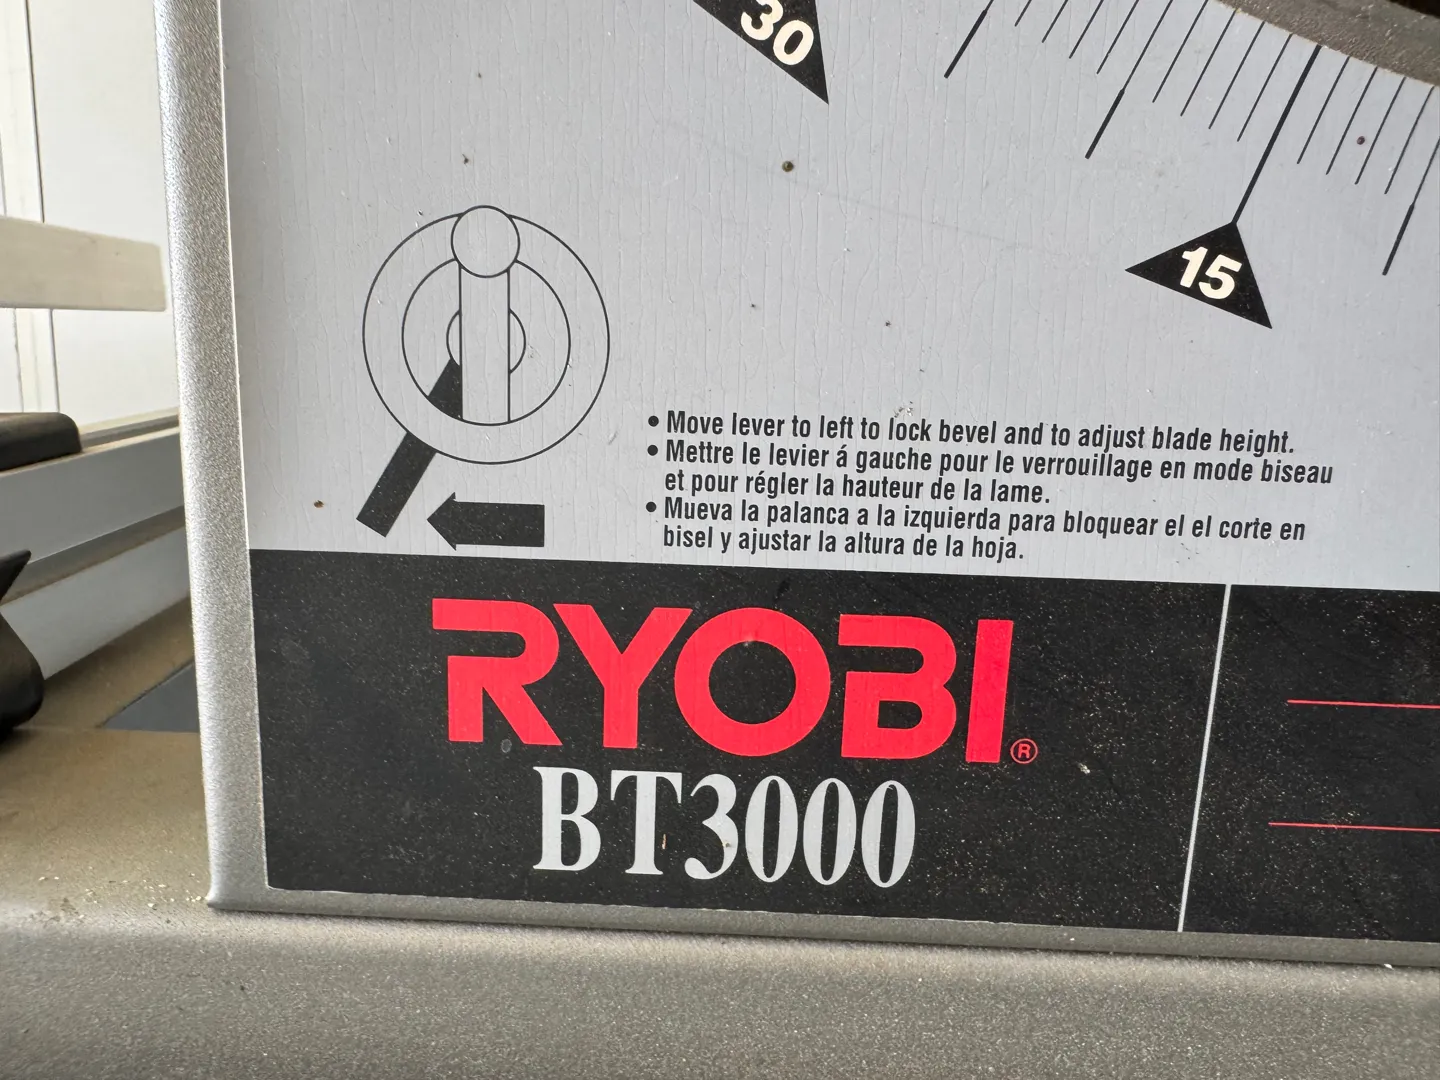 30
15
• Move lever to left to lock bevel and to adjust blade height.
• Mettre le levier á gauche pour le verrouillage en mode biseau
et pour régler la hauteur de la lame.
• Mueva la palanca a la izquierda para bloquear el el corte en
bisel y ajustar la altura de la hoja.
RYOBI®
BT3000